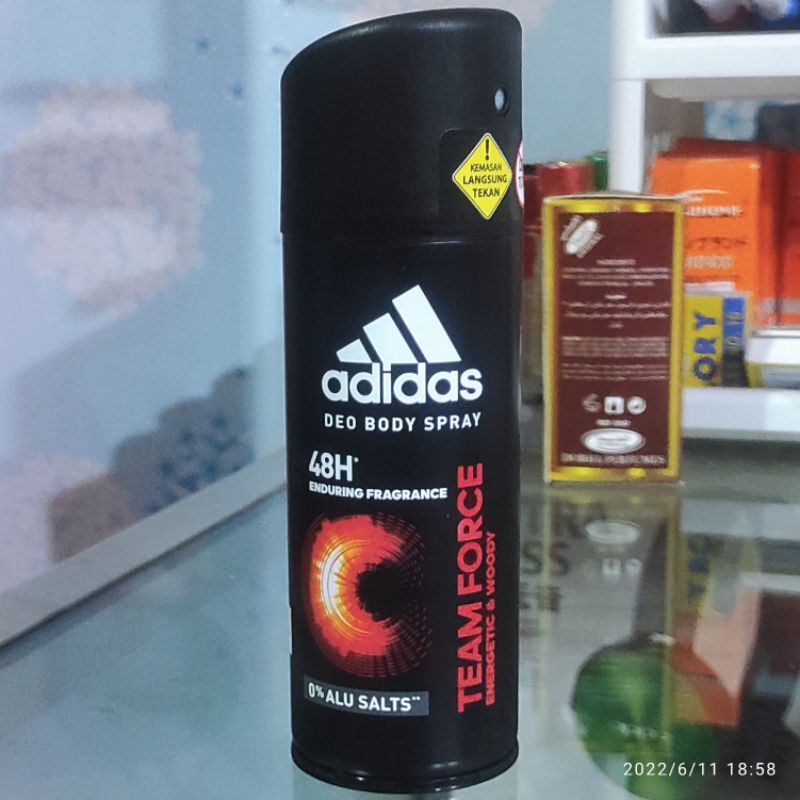 !
KEMASAN
LANGSUNG
TEKAN
adidas
DEO BODY SPRAY
48H*
ENDURING FRAGRANCE
TEAM FORCE
ENERGETIC & WOODY
0% ALU SALTS**
ORY
2022/6/11 18:58